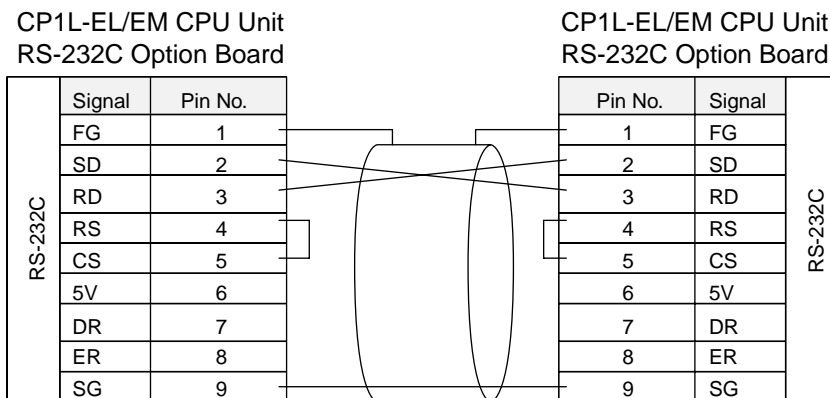 CP1L-EL/EM CPU Unit
RS-232C Option Board
CP1L-EL/EM CPU Unit
RS-232C Option Board
RS-232C
Signal Pin No.
FG 1
SD 2
RD 3
RS 4
CS 5
5V 6
DR 7
ER 8
SG 9
Pin No. Signal
1 FG
2 SD
3 RD
4 RS
5 CS
6 5V
7 DR
8 ER
9 SG
RS-232C